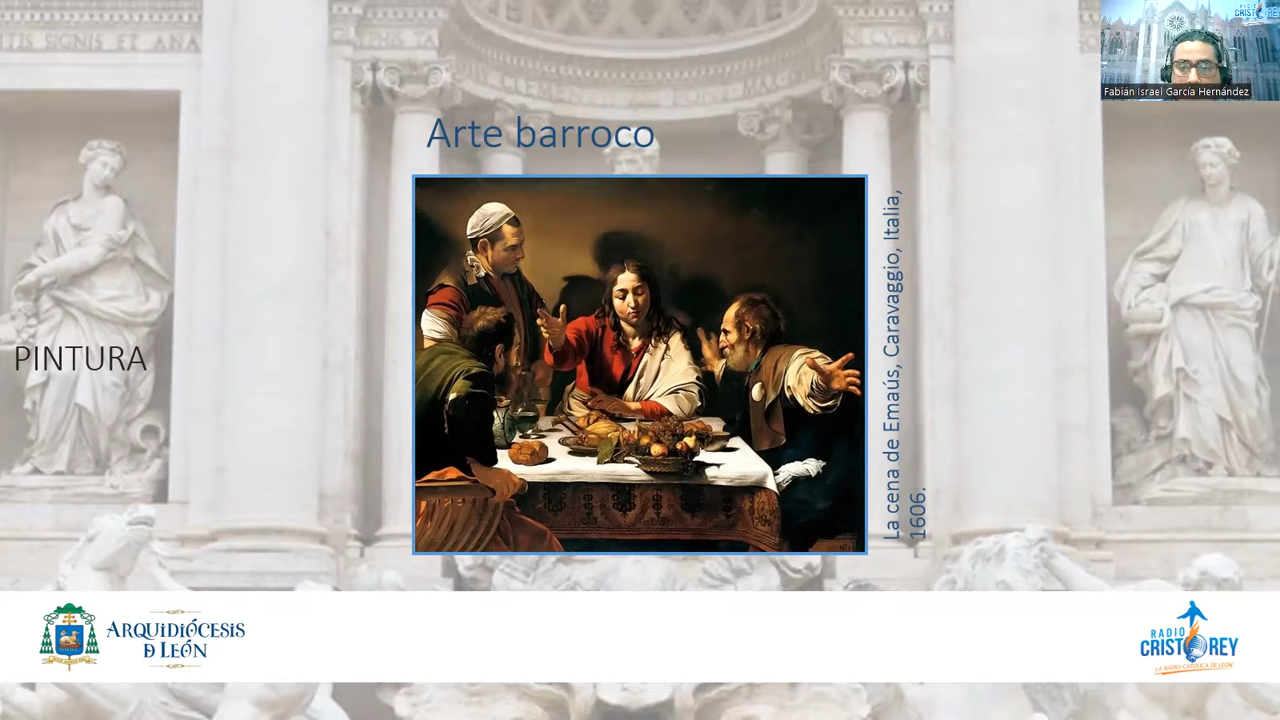 Arte barroco
PINTURA
La cena de Emaús, Caravaggio, Italia,
1606.
Fabián Israel García Hernández
ARQUIDIÓCESIS
D LEÓN
RADIO
CRISTO REY
LA RADIO CATÓLICA DE LEÓN